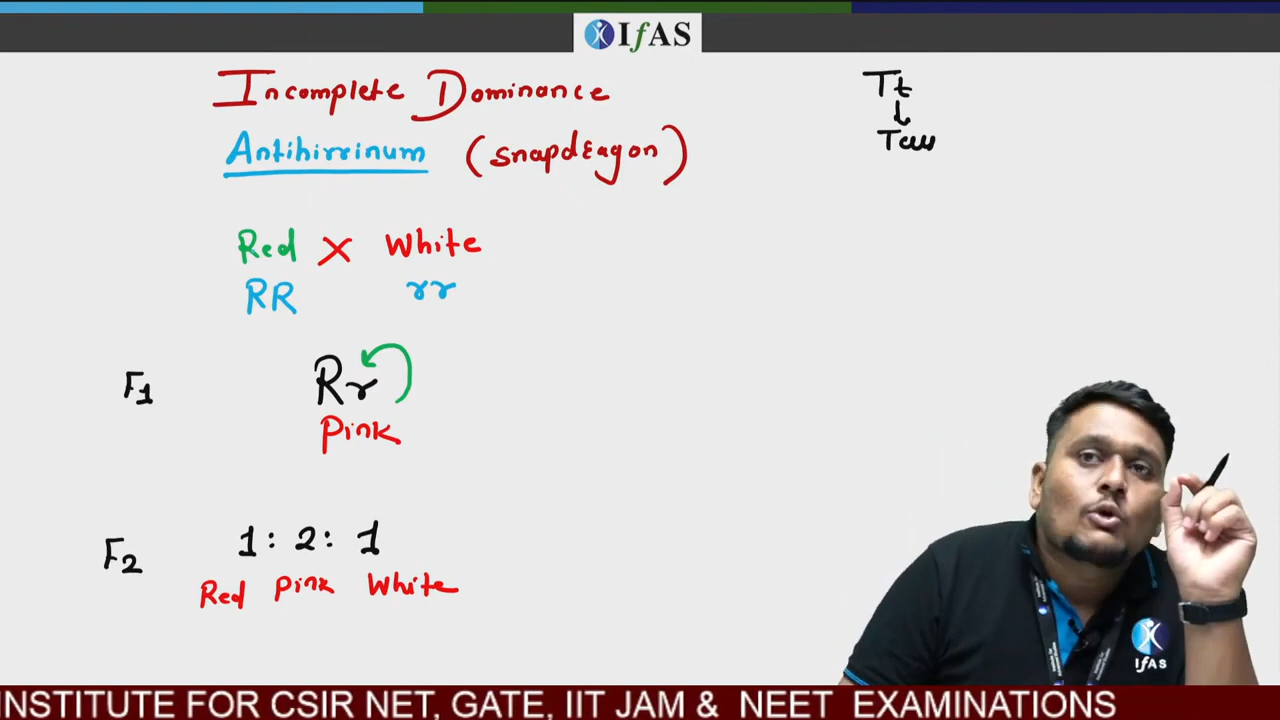 IfAS
Incomplete Dominance
Antihirrinum (snapdragon)
Tt
Red X White
RR rr
F1 Rr
Pink
F2 1: 2: 1
Red Pink White
IfAS
INSTITUTE FOR CSIR NET, GATE, IIT JAM & NEET EXAMINATIONS